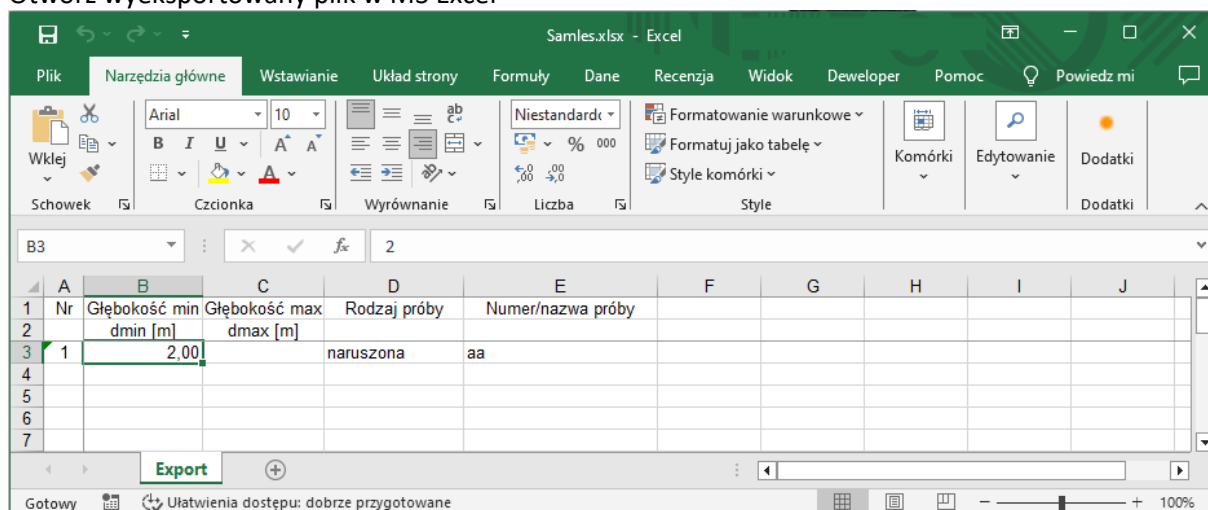 Otwórz wyeksportowany plik w MS Excel
Samles.xlsx - Excel
Plik Narzędzia główne Wstawianie Układ strony Formuły Dane Recenzja Widok Deweloper Pomoc Powiedz mi
Wklej
Arial 10
B I U A A
A
ab
Niestandardo
% 000
Formatowanie warunkowe
Formatuj jako tabelę
Style komórki
Komórki
Edytowanie
Dodatki
Schowek Czcionka Wyrównanie Liczba Style Dodatki
B3 fx 2
A B C D E F G H I J
1 Nr Głębokość min Głębokość max Rodzaj próby Numer/nazwa próby
2 dmin [m] dmax [m]
3 1 2,00 naruszona aa
4
5
6
7
Export
Gotowy Ułatwienia dostępu: dobrze przygotowane 100%